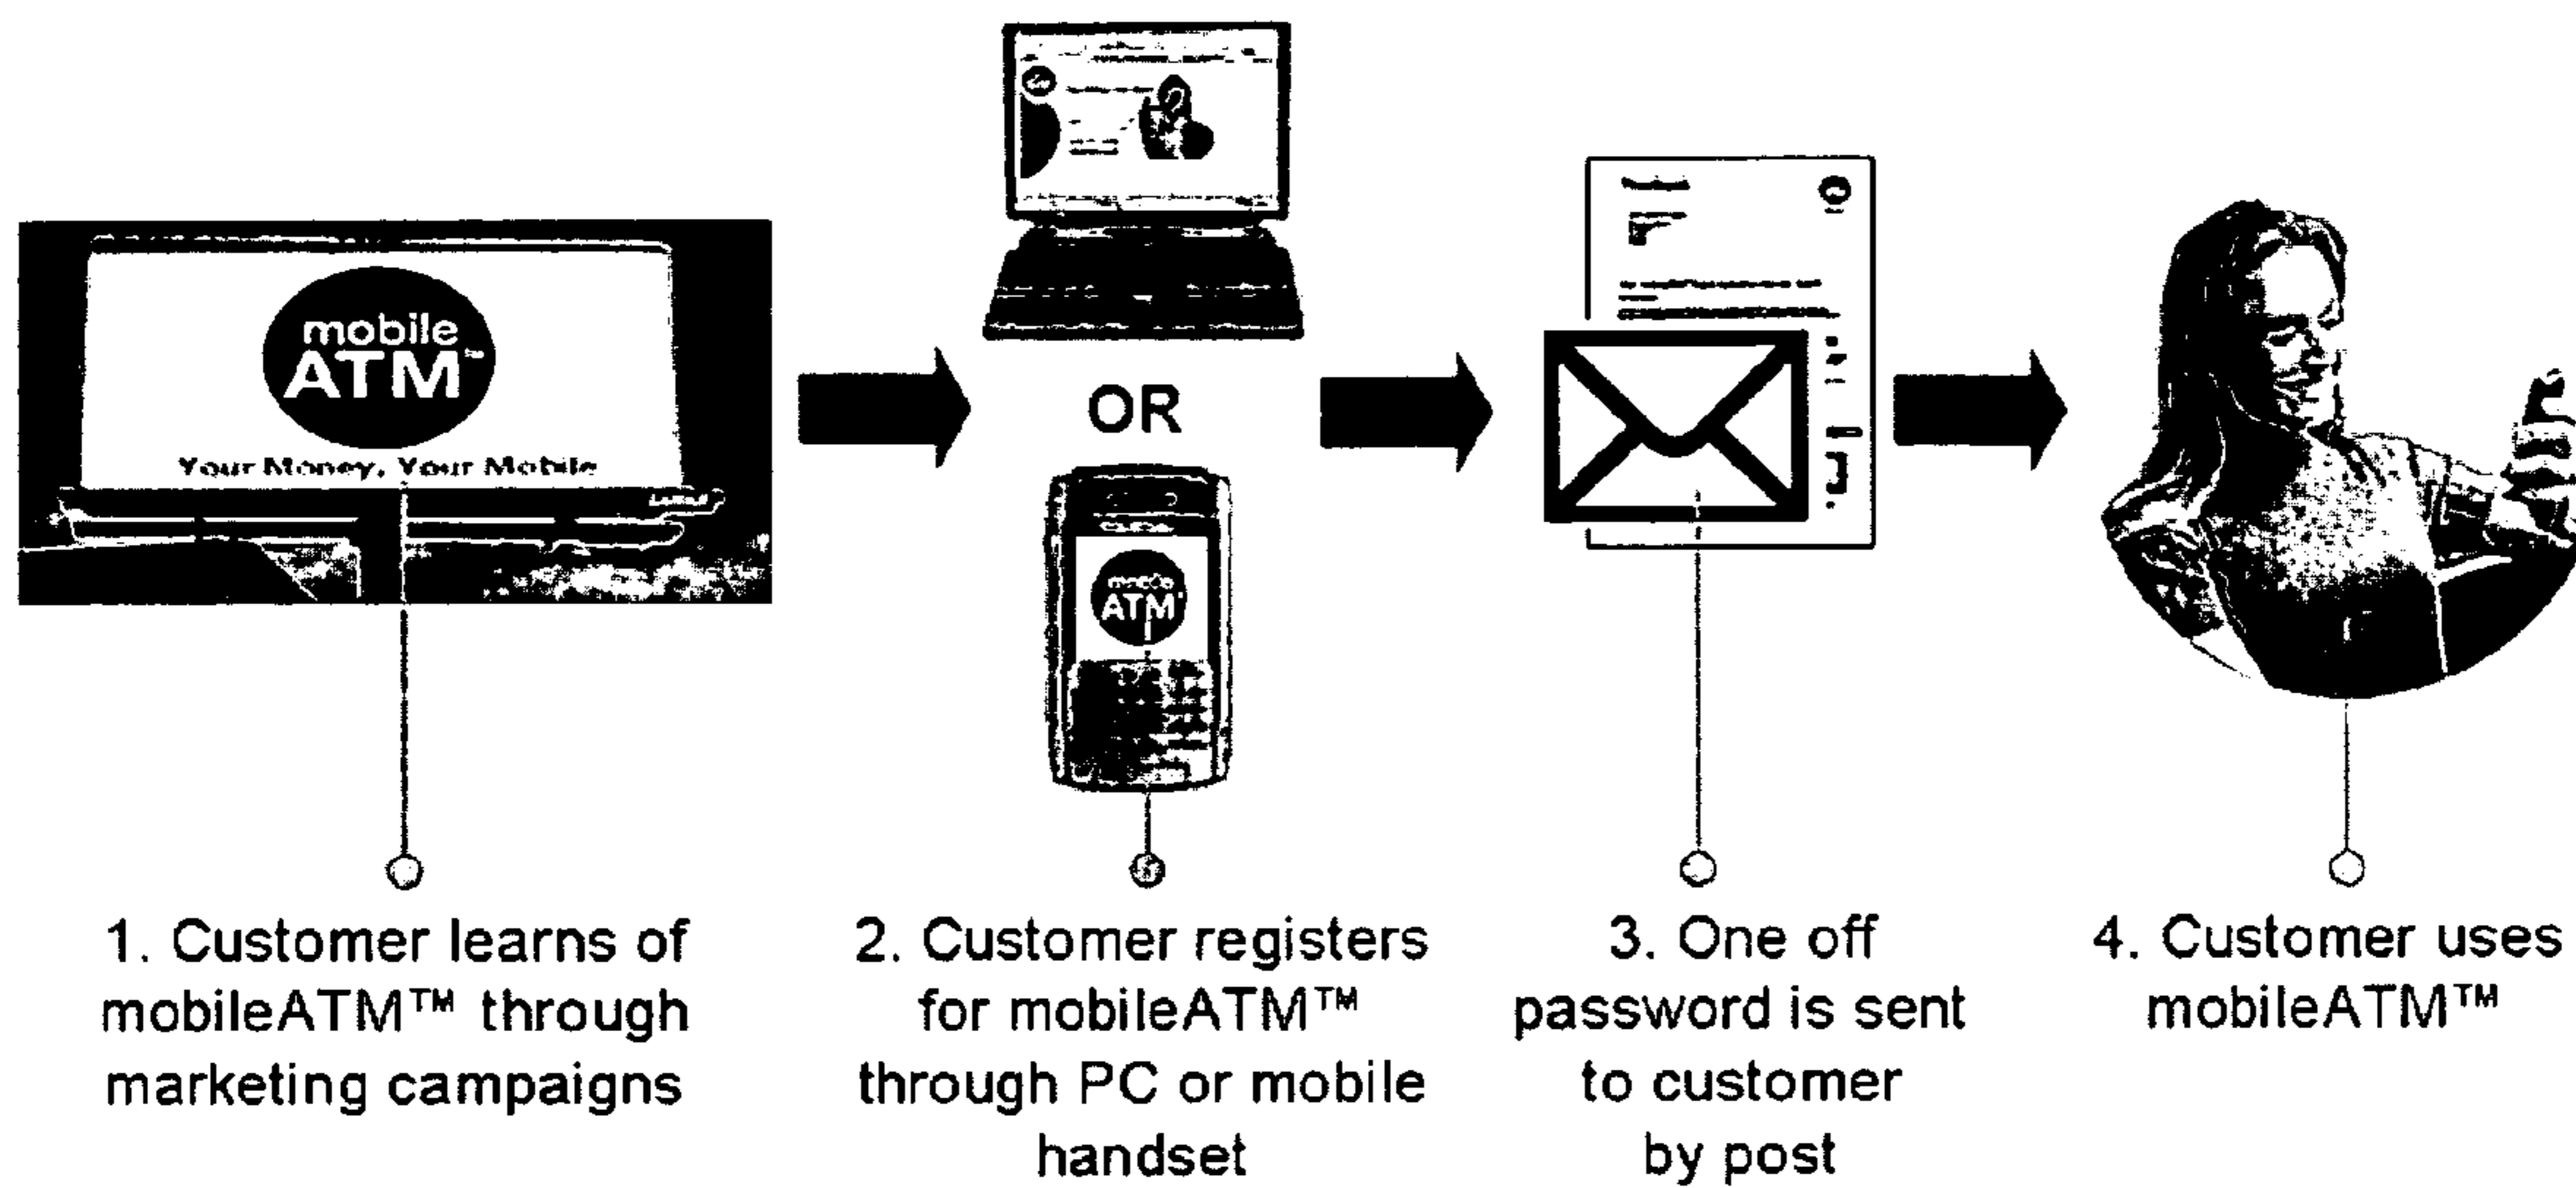 mobile
ATM™
Your Money, Your Mobile
OR
ATM
1. Customer learns of
mobileATM™ through
marketing campaigns
2. Customer registers
for mobileATM™
through PC or mobile
handset
3. One off
password is sent
to customer
by post
4. Customer uses
mobileATM™